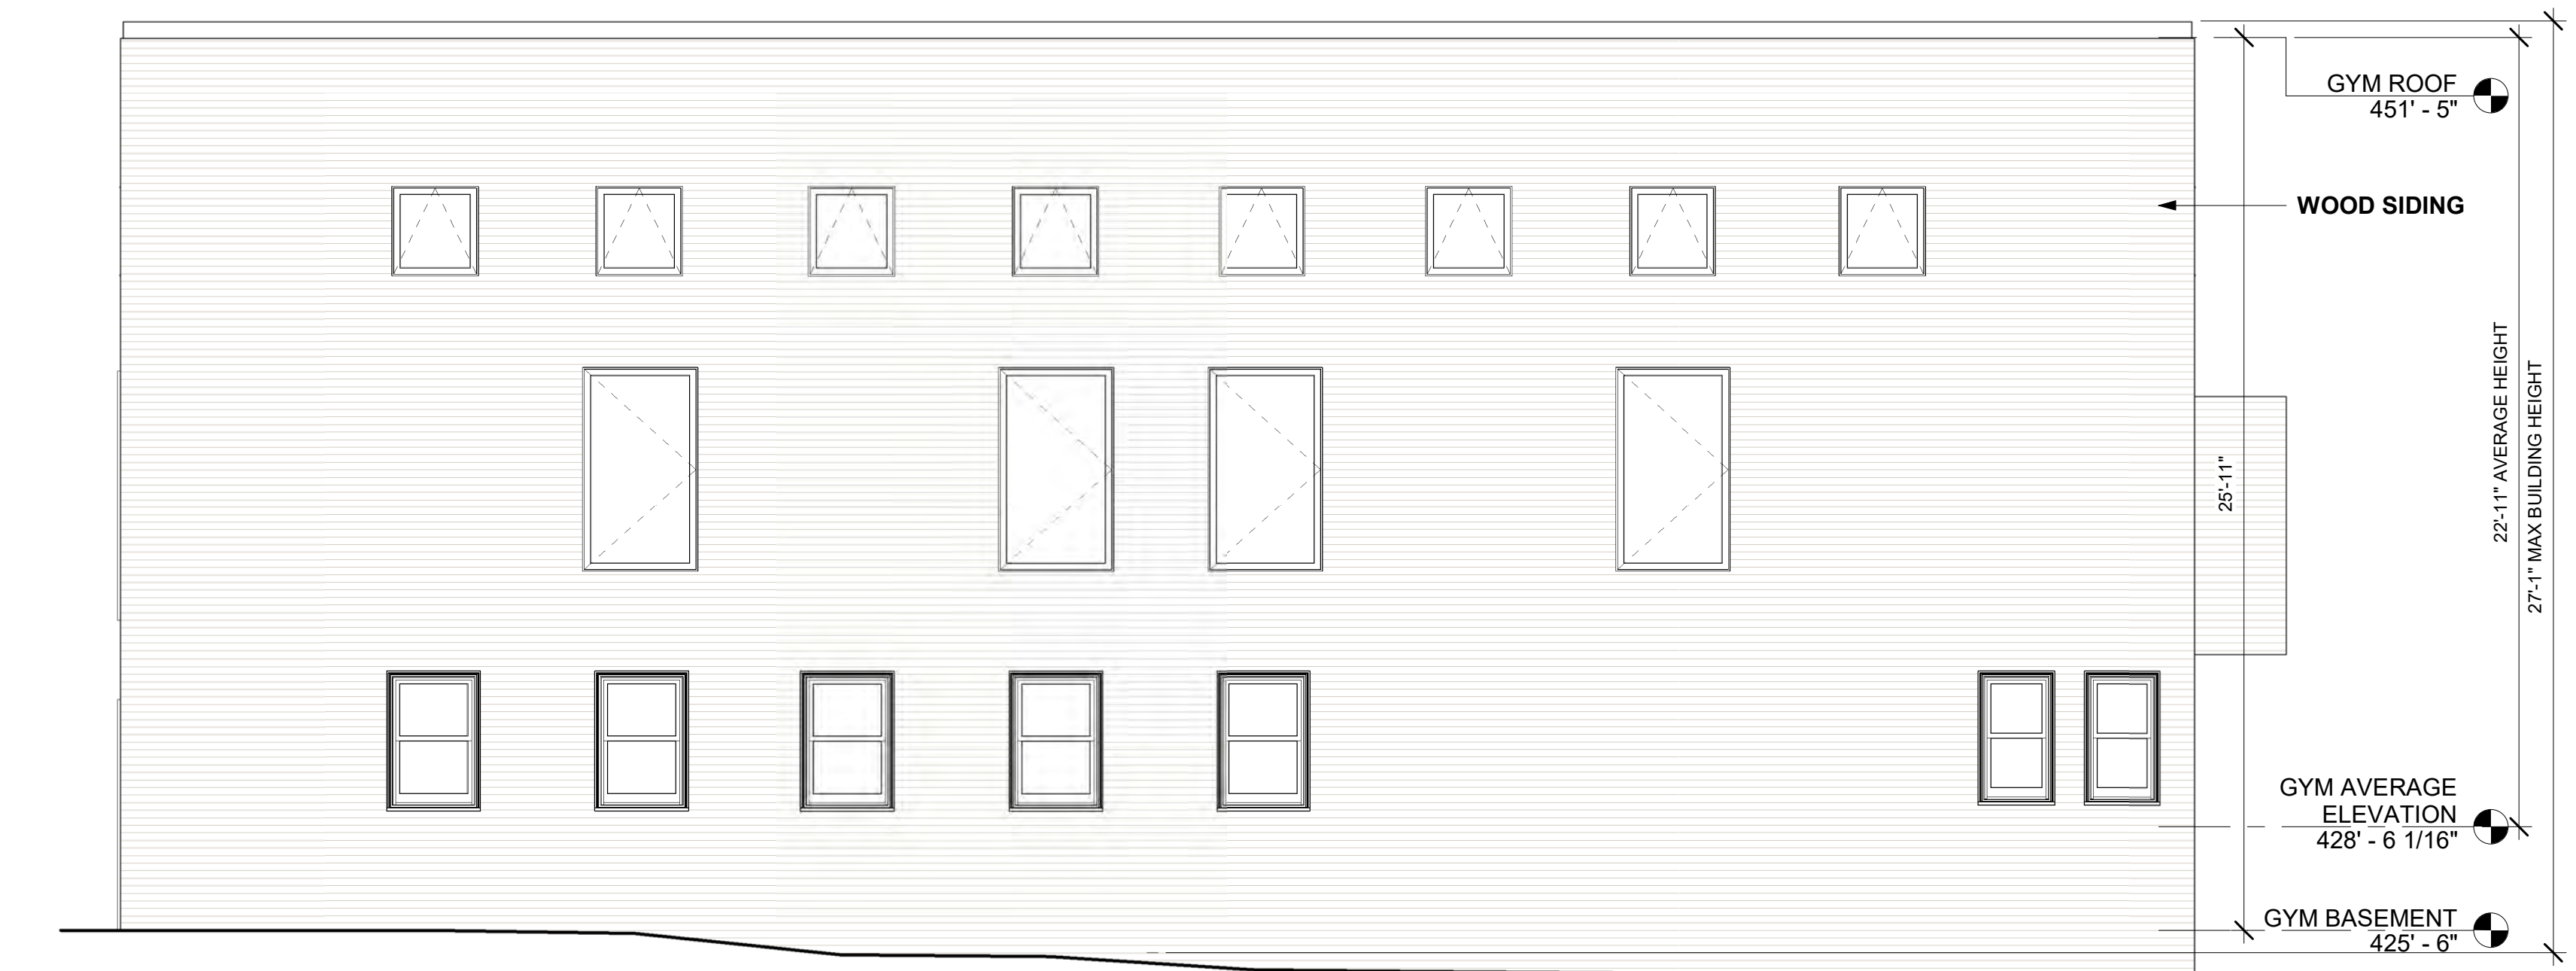 GYM ROOF
451' - 5"
WOOD SIDING
22'-11" AVERAGE HEIGHT
27'-1" MAX BUILDING HEIGHT
25'-11"
GYM AVERAGE
ELEVATION
428' - 6 1/16"
GYM BASEMENT
425' - 6"